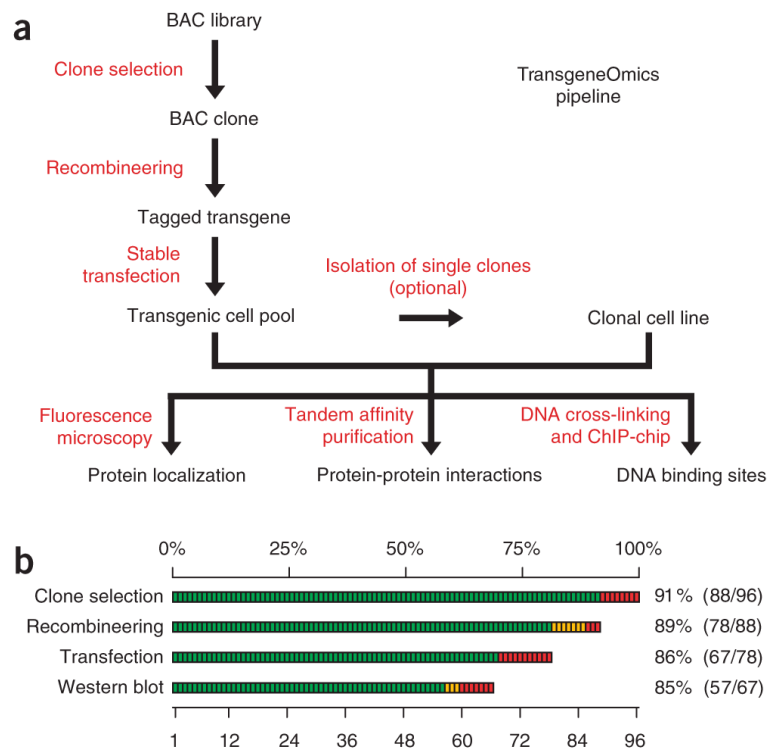 a
BAC library
Clone selection
TransgeneOmics
pipeline
BAC clone
Recombineering
Tagged transgene
Stable
transfection
Isolation of single clones
(optional)
Transgenic cell pool
Clonal cell line
Fluorescence
microscopy
Tandem affinity
purification
DNA cross-linking
and ChIP-chip
Protein localization
Protein-protein interactions
DNA binding sites
b
0% 25% 50% 75% 100%
Clone selection 91% (88/96)
Recombineering 89% (78/88)
Transfection 86% (67/78)
Western blot 85% (57/67)
1 12 24 36 48 60 72 84 96